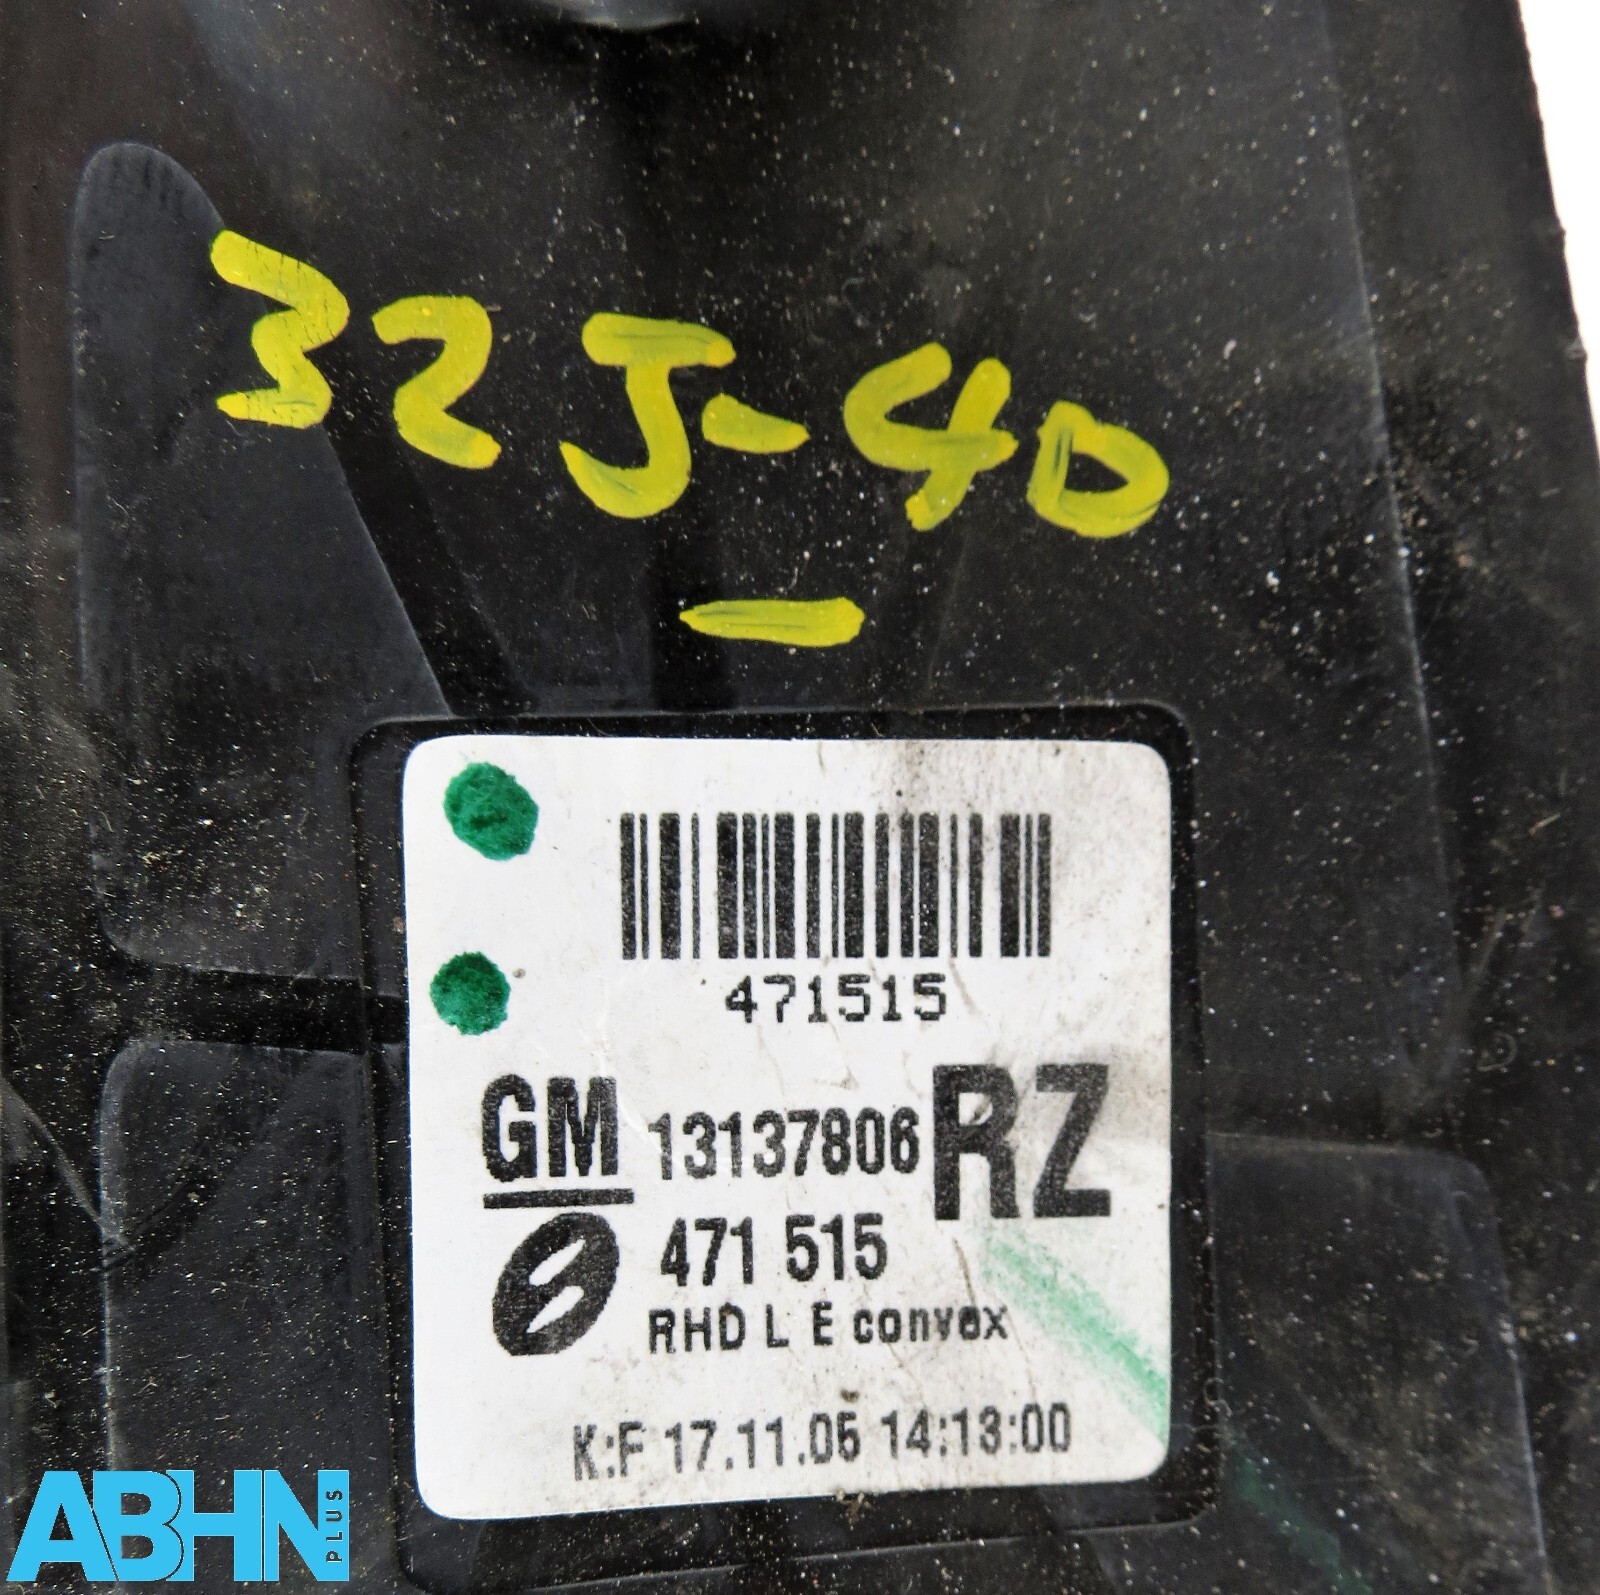 32J-40
471515
GM 13137806 RZ
471 515
RHD L E convex
K:F 17.11.05 14:13:00
ABHN PLUS